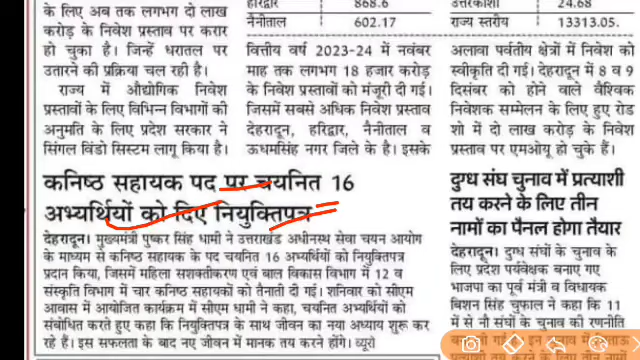 के लिए अब तक लगभग दो लाख
करोड़ के निवेश प्रस्ताव पर करार
हो चुका है। जिन्हें धरातल पर
उतारने की प्रक्रिया चल रही है।
राज्य में औद्योगिक निवेश
प्रस्तावों के लिए विभिन्न विभागों की
अनुमति के लिए प्रदेश सरकार ने
सिंगल विंडो सिस्टम लागू किया है।
हरिद्वार 868.6 उत्तरकाशी 24.68
नैनीताल 602.17 राज्य स्तरीय 13313.05
वित्तीय वर्ष 2023-24 में नवंबर
माह तक लगभग 18 हजार करोड़
के निवेश प्रस्तावों को मंजूरी दी गई।
जिसमें सबसे अधिक निवेश प्रस्ताव
देहरादून, हरिद्वार, नैनीताल व
ऊधमसिंह नगर जिले के है। इसके
अलावा पर्वतीय क्षेत्रों में निवेश को
स्वीकृति दी गई। देहरादून में 8 व 9
दिसंबर को होने वाले वैश्विक
निवेशक सम्मेलन के लिए हुए रोड
शो में दो लाख करोड़ के निवेश
प्रस्ताव पर एमओयू हो चुके हैं।
कनिष्ठ सहायक पद पर चयनित 16
अभ्यर्थियों को दिए नियुक्तिपत्र
देहरादून। मुख्यमंत्री पुष्कर सिंह धामी ने उत्तराखंड अधीनस्थ सेवा चयन आयोग
के माध्यम से कनिष्ठ सहायक के पद चयनित 16 अभ्यर्थियों को नियुक्तिपत्र
प्रदान किया, जिसमें महिला सशक्तीकरण एवं बाल विकास विभाग में 12 व
संस्कृति विभाग में चार कनिष्ठ सहायकों को तैनाती दी गई। शनिवार को सीएम
आवास में आयोजित कार्यक्रम में सीएम धामी ने कहा, चयनित अभ्यर्थियों को
संबोधित करते हुए कहा कि नियुक्तिपत्र के साथ जीवन का नया अध्याय शुरू कर
रहे हैं। इस सफलता के बाद नए जीवन में मानक तय करने होंगे। ब्यूरो
दुग्ध संघ चुनाव में प्रत्याशी
तय करने के लिए तीन
नामों का पैनल होगा तैयार
देहरादून। दुग्ध संघों के चुनाव के
लिए प्रदेश पर्यवेक्षक बनाए गए
भाजपा का पूर्व मंत्री व विधायक
बिशन सिंह चुफाल ने कहा कि 11
में से नौ संघों के चुनाव की रणनीति